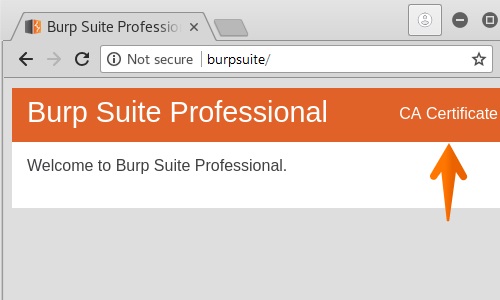 Burp Suite Professio
Not secure | burpsuite/
Burp Suite Professional
CA Certificate
Welcome to Burp Suite Professional.